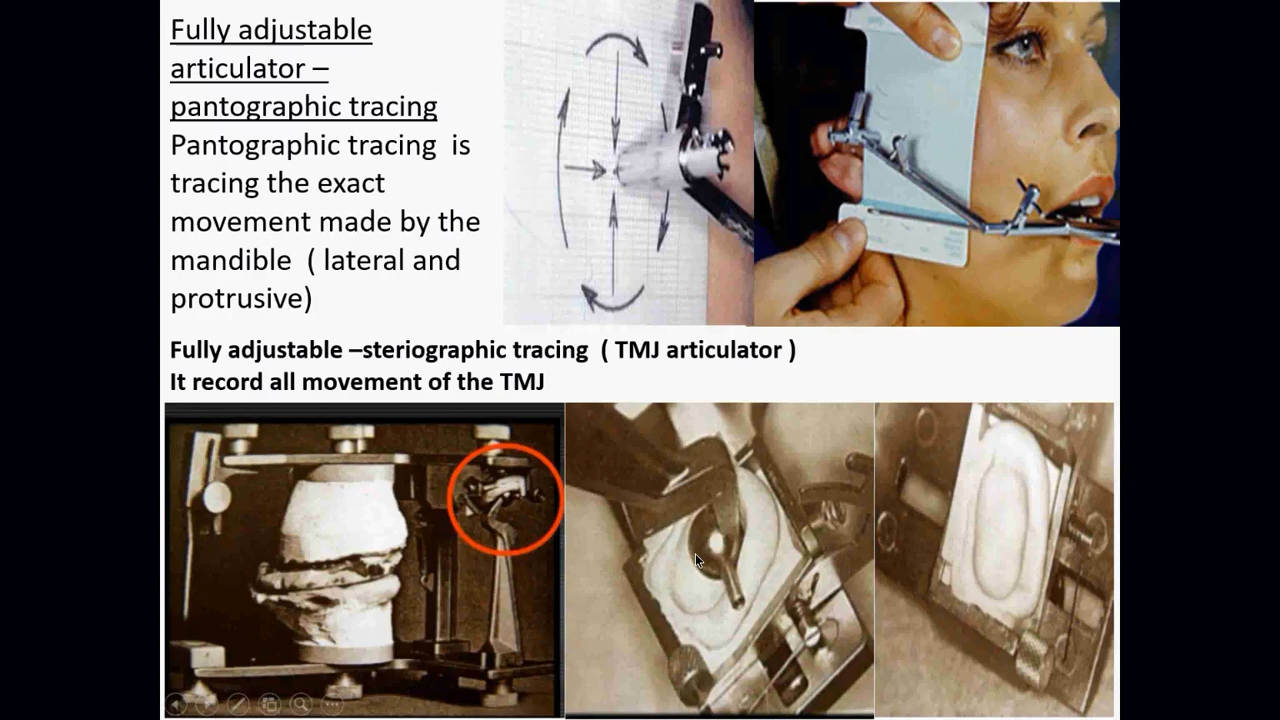 Fully adjustable
articulator –
pantographic tracing
Pantographic tracing  is
tracing the exact
movement made by the
mandible  ( lateral and
protrusive)
Fully adjustable –steriographic tracing  ( TMJ articulator )
It record all movement of the TMJ